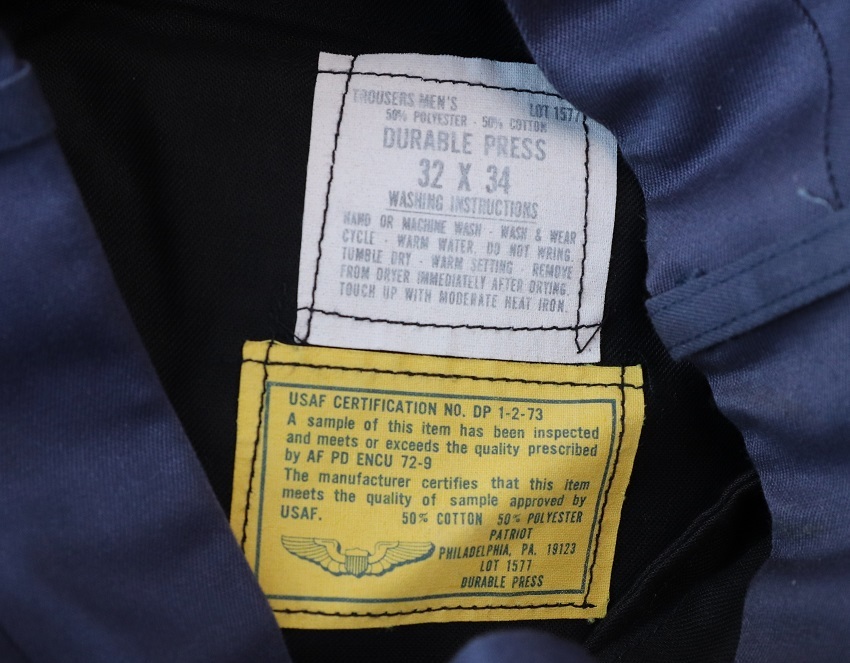 TROUSERS MEN'S LOT 1577
50% POLYESTER - 50% COTTON
DURABLE PRESS
32 X 34
WASHING INSTRUCTIONS
HAND OR MACHINE WASH - WASH & WEAR
CYCLE - WARM WATER. DO NOT WRING.
TUMBLE DRY - WARM SETTING - REMOVE
FROM DRYER IMMEDIATELY AFTER DRYING.
TOUCH UP WITH MODERATE HEAT IRON.
USAF CERTIFICATION NO. DP 1-2-73
A sample of this item has been inspected
and meets or exceeds the quality prescribed
by AF PD ENCU 72-9
The manufacturer certifies that this item
meets the quality of sample approved by
USAF. 50% COTTON 50% POLYESTER
PATRIOT
PHILADELPHIA, PA. 19123
LOT 1577
DURABLE PRESS